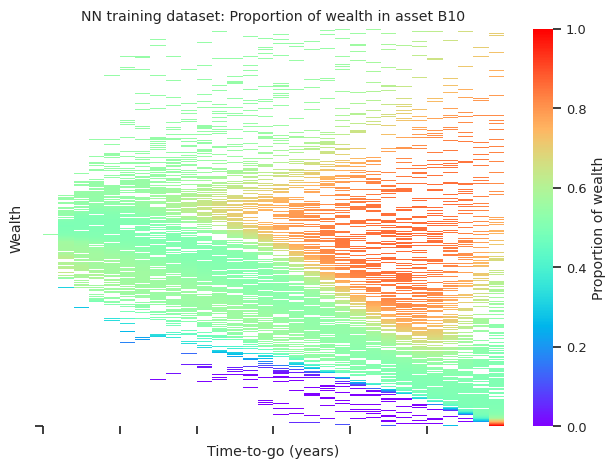 NN training dataset: Proportion of wealth in asset B10
Wealth
Time-to-go (years)
1.0
0.8
0.6
0.4
0.2
0.0
Proportion of wealth